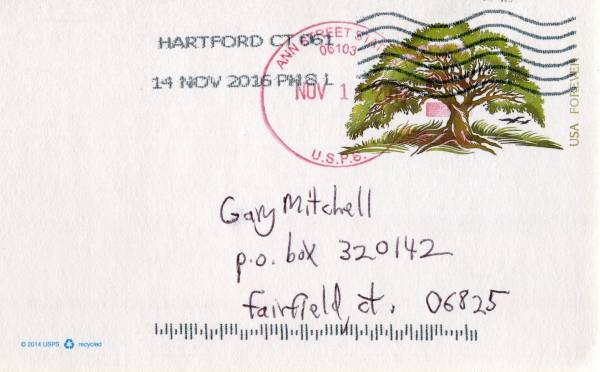 HARTFORD CT 061
14 NOV 2016 PM 8 L
ANN STREET
06103
NOV 1
U.S.P.S.
USA FOREVER
Gary Mitchell
p.o. box 320142
fairfield, ct. 06825
© 2014 USPS recycled